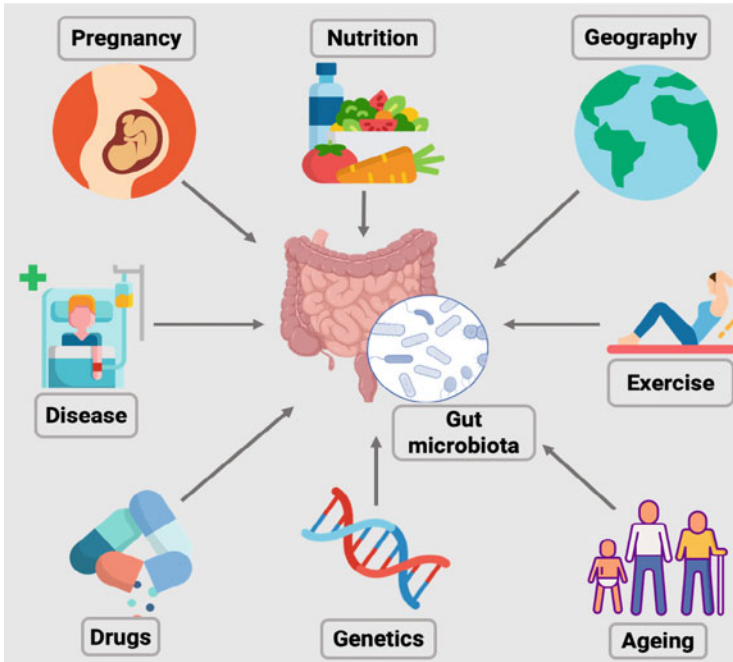 Pregnancy
Nutrition
Geography
Disease
Exercise
Gut
microbiota
Drugs
Genetics
Ageing